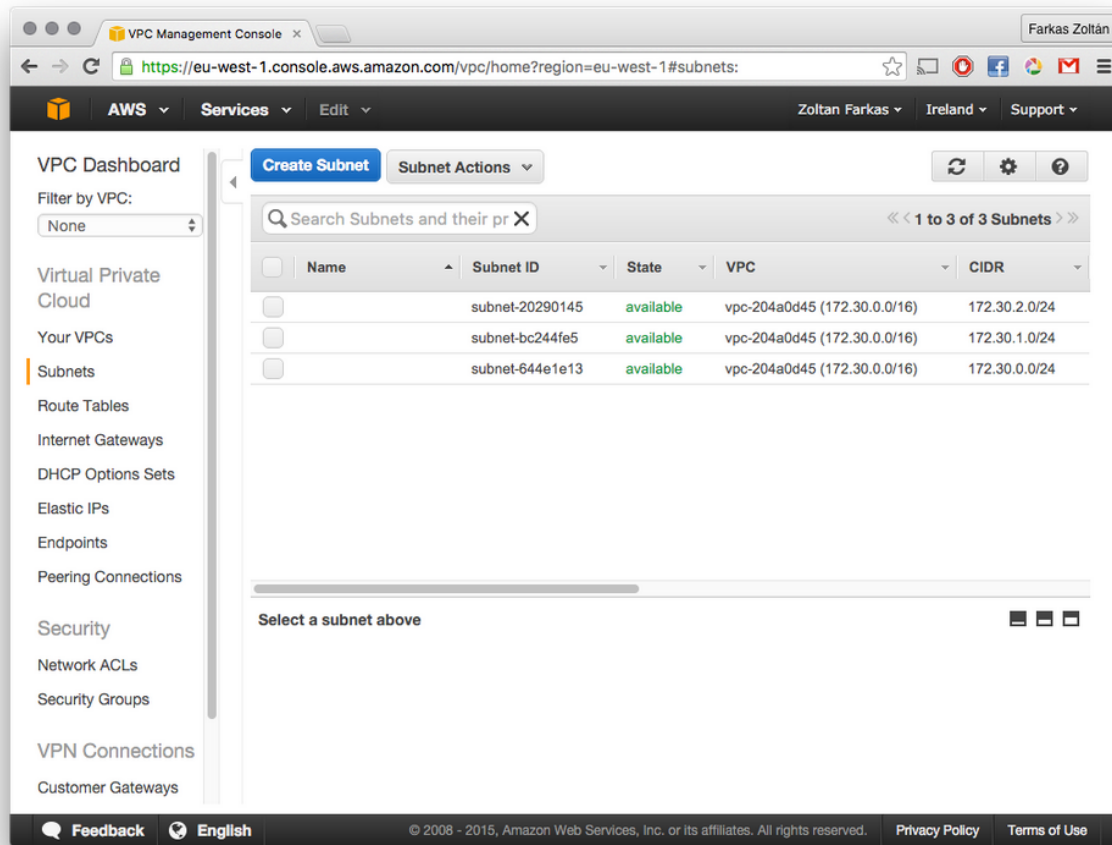 VPC Management Console
Farkas Zoltán
https://eu-west-1.console.aws.amazon.com/vpc/home?region=eu-west-1#subnets:
AWS Services Edit Zoltan Farkas Ireland Support
VPC Dashboard
Filter by VPC:
None
Virtual Private
Cloud
Your VPCs
Subnets
Route Tables
Internet Gateways
DHCP Options Sets
Elastic IPs
Endpoints
Peering Connections
Security
Network ACLs
Security Groups
VPN Connections
Customer Gateways
Create Subnet Subnet Actions
Search Subnets and their pr
1 to 3 of 3 Subnets
Name Subnet ID State VPC CIDR
subnet-20290145 available vpc-204a0d45 (172.30.0.0/16) 172.30.2.0/24
subnet-bc244fe5 available vpc-204a0d45 (172.30.0.0/16) 172.30.1.0/24
subnet-644e1e13 available vpc-204a0d45 (172.30.0.0/16) 172.30.0.0/24
Select a subnet above
Feedback English © 2008 - 2015, Amazon Web Services, Inc. or its affiliates. All rights reserved. Privacy Policy Terms of Use